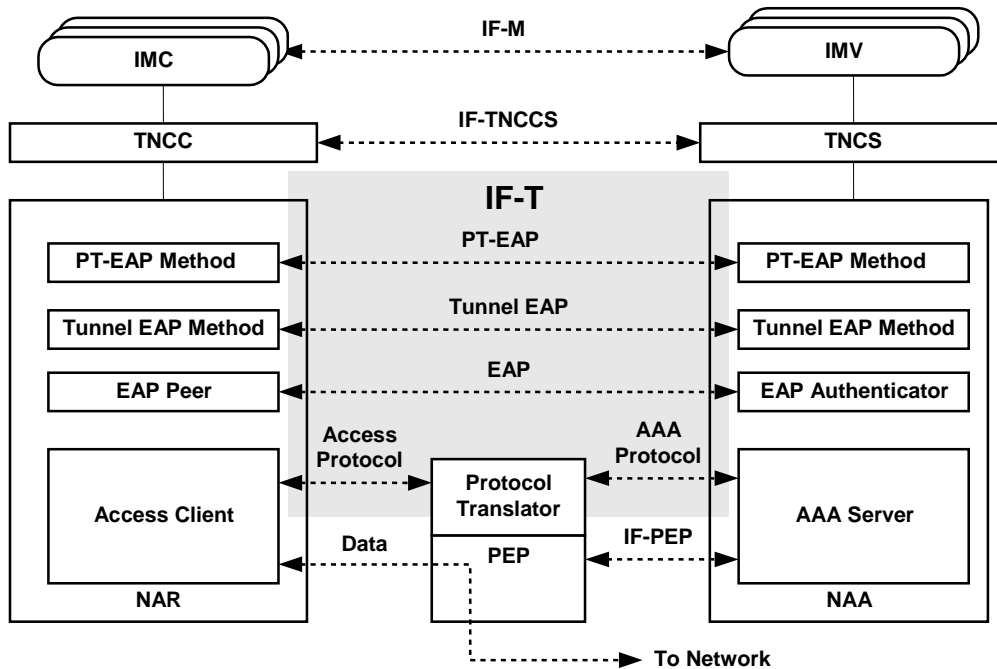 IF-M
IMC
IMV
IF-TNCCS
TNCC
TNCS
IF-T
PT-EAP
PT-EAP Method
PT-EAP Method
Tunnel EAP
Tunnel EAP Method
Tunnel EAP Method
EAP
EAP Peer
EAP Authenticator
Access
Protocol
AAA
Protocol
Protocol
Translator
Access Client
AAA Server
Data
PEP
IF-PEP
NAR
NAA
To Network